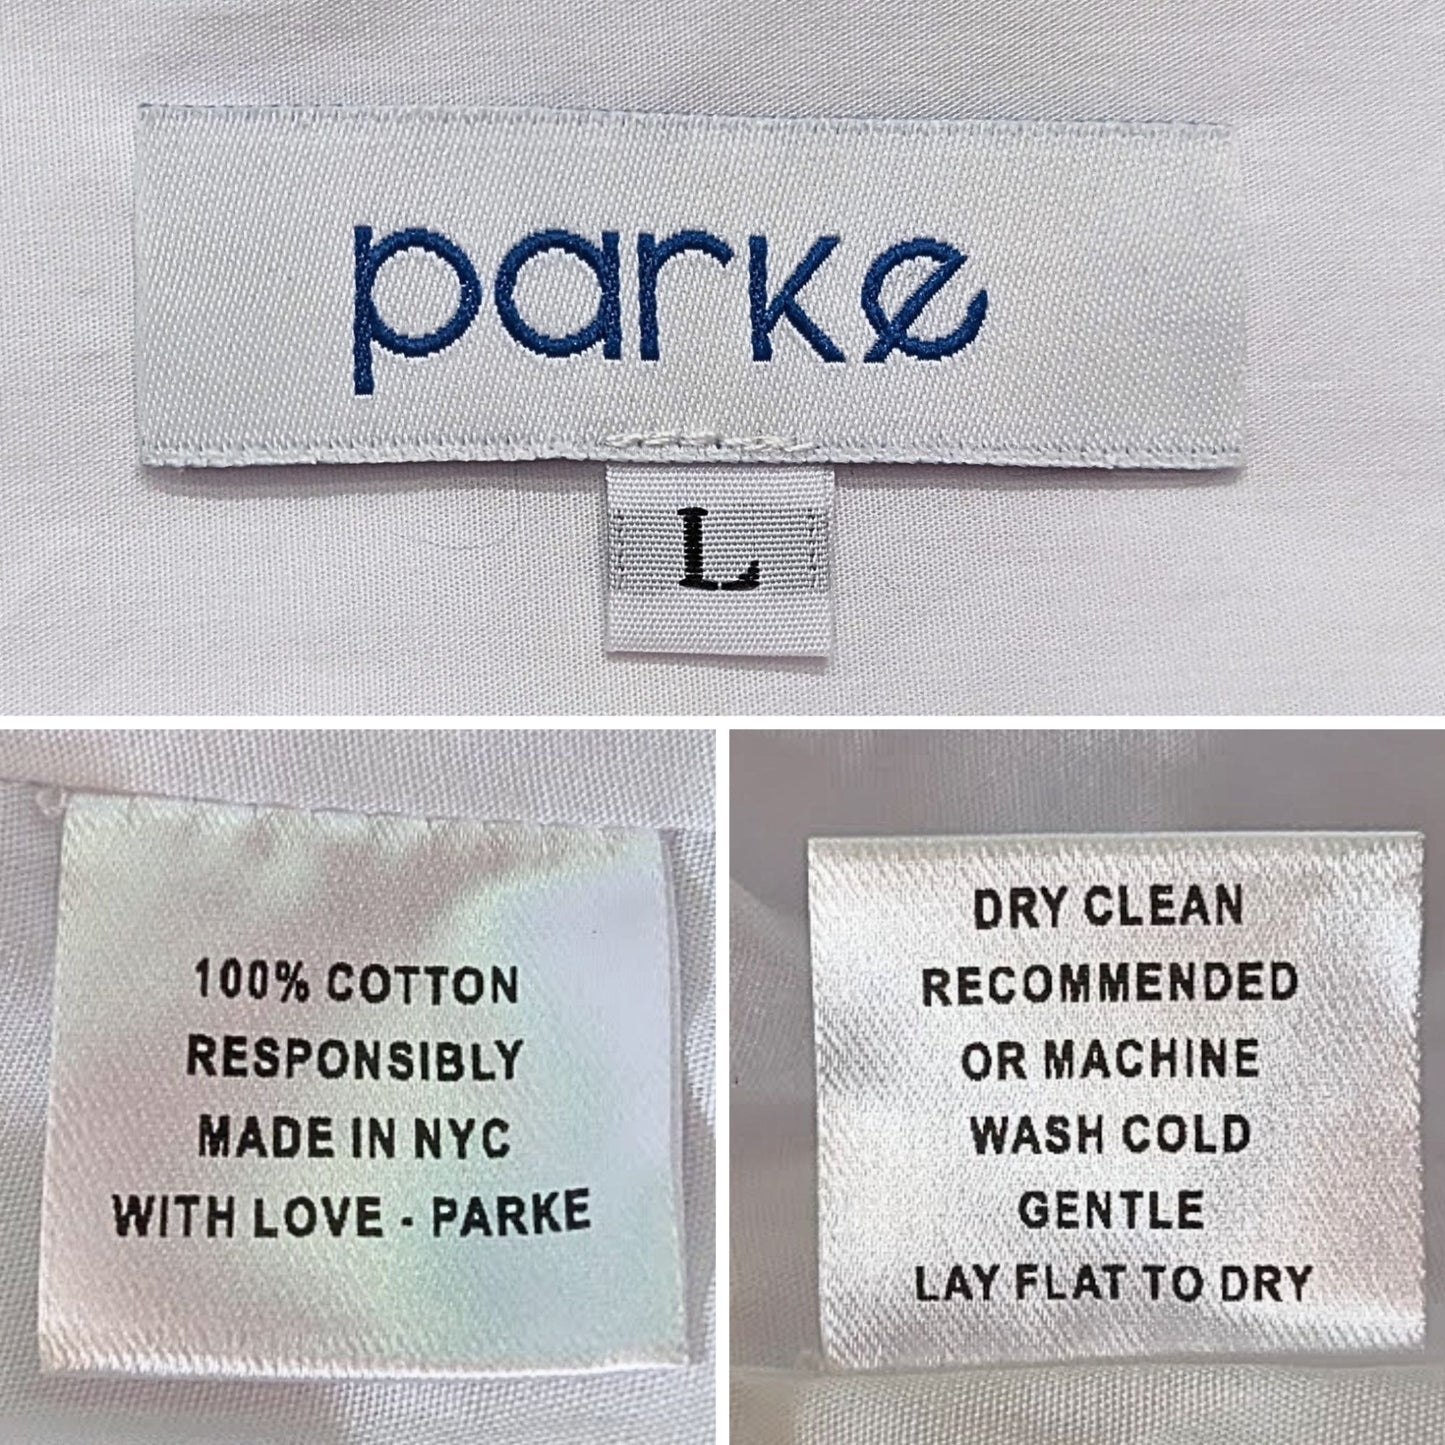 parke
L
100% COTTON
RESPONSIBLY
MADE IN NYC
WITH LOVE - PARKE
DRY CLEAN
RECOMMENDED
OR MACHINE
WASH COLD
GENTLE
LAY FLAT TO DRY